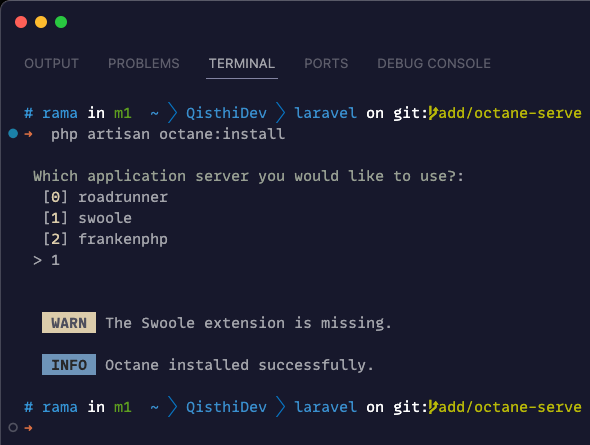 OUTPUT PROBLEMS TERMINAL PORTS DEBUG CONSOLE
# rama in m1 ~ QisthiDev laravel on git:add/octane-serve
➜ php artisan octane:install
Which application server you would like to use?:
[0] roadrunner
[1] swoole
[2] frankenphp
> 1
WARN The Swoole extension is missing.
INFO Octane installed successfully.
# rama in m1 ~ QisthiDev laravel on git:add/octane-serve
➜